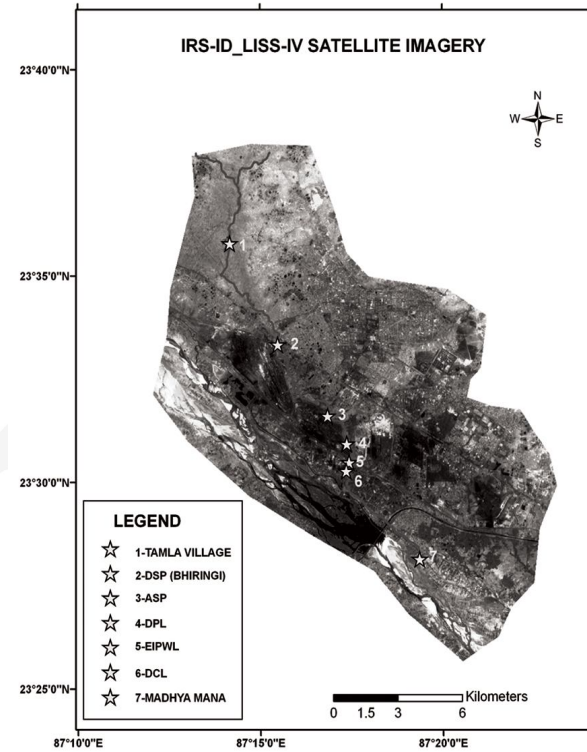 IRS-ID_LISS-IV SATELLITE IMAGERY
23°40'0"N
N
W E
S
1
23°35'0"N
2
3
4
5
23°30'0"N
6
LEGEND
1-TAMLA VILLAGE
7
2-DSP (BHIRINGI)
3-ASP
4-DPL
5-EIPWL
6-DCL
7-MADHYA MANA
23°25'0"N
Kilometers
0 1.5 3 6
87°10'0"E 87°15'0"E 87°20'0"E